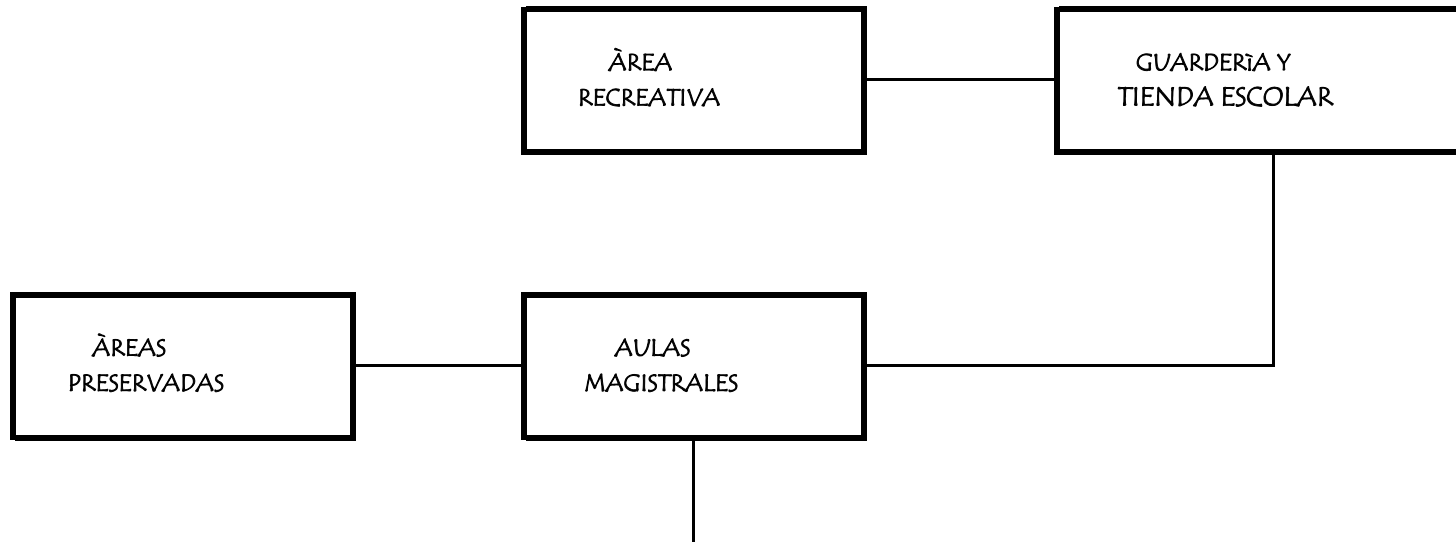 ÀREA
RECREATIVA
GUARDERìA Y
TIENDA ESCOLAR
ÀREAS
PRESERVADAS
AULAS
MAGISTRALES